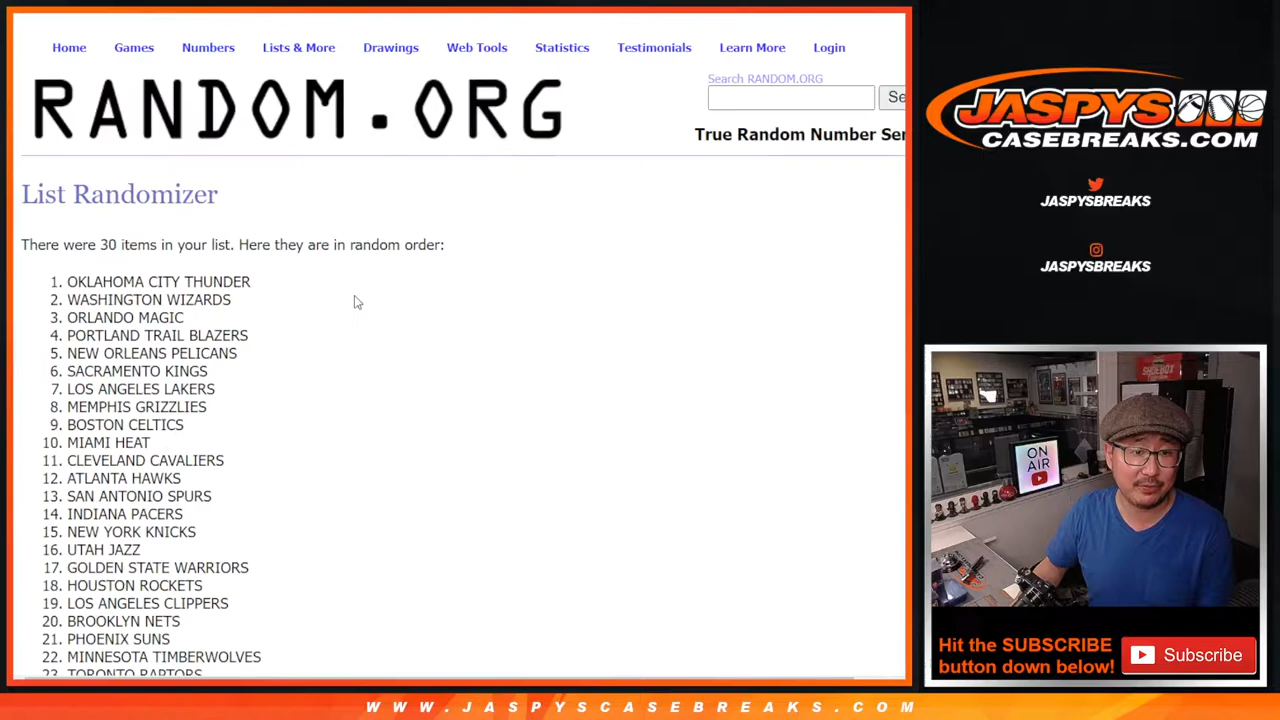 Home Games Numbers Lists & More Drawings Web Tools Statistics Testimonials Learn More Login
Search RANDOM.ORG
RANDOM.ORG
Se
True Random Number Ser
List Randomizer
There were 30 items in your list. Here they are in random order:
1. OKLAHOMA CITY THUNDER
2. WASHINGTON WIZARDS
3. ORLANDO MAGIC
4. PORTLAND TRAIL BLAZERS
5. NEW ORLEANS PELICANS
6. SACRAMENTO KINGS
7. LOS ANGELES LAKERS
8. MEMPHIS GRIZZLIES
9. BOSTON CELTICS
10. MIAMI HEAT
11. CLEVELAND CAVALIERS
12. ATLANTA HAWKS
13. SAN ANTONIO SPURS
14. INDIANA PACERS
15. NEW YORK KNICKS
16. UTAH JAZZ
17. GOLDEN STATE WARRIORS
18. HOUSTON ROCKETS
19. LOS ANGELES CLIPPERS
20. BROOKLYN NETS
21. PHOENIX SUNS
22. MINNESOTA TIMBERWOLVES
23. TORONTO RAPTORS
JASPYS
CASEBREAKS.COM
JASPYSBREAKS
JASPYSBREAKS
SHOEBOX
ON
AIR
Hit the SUBSCRIBE
button down below!
Subscribe
WWW.JASPYSCASEBREAKS.COM